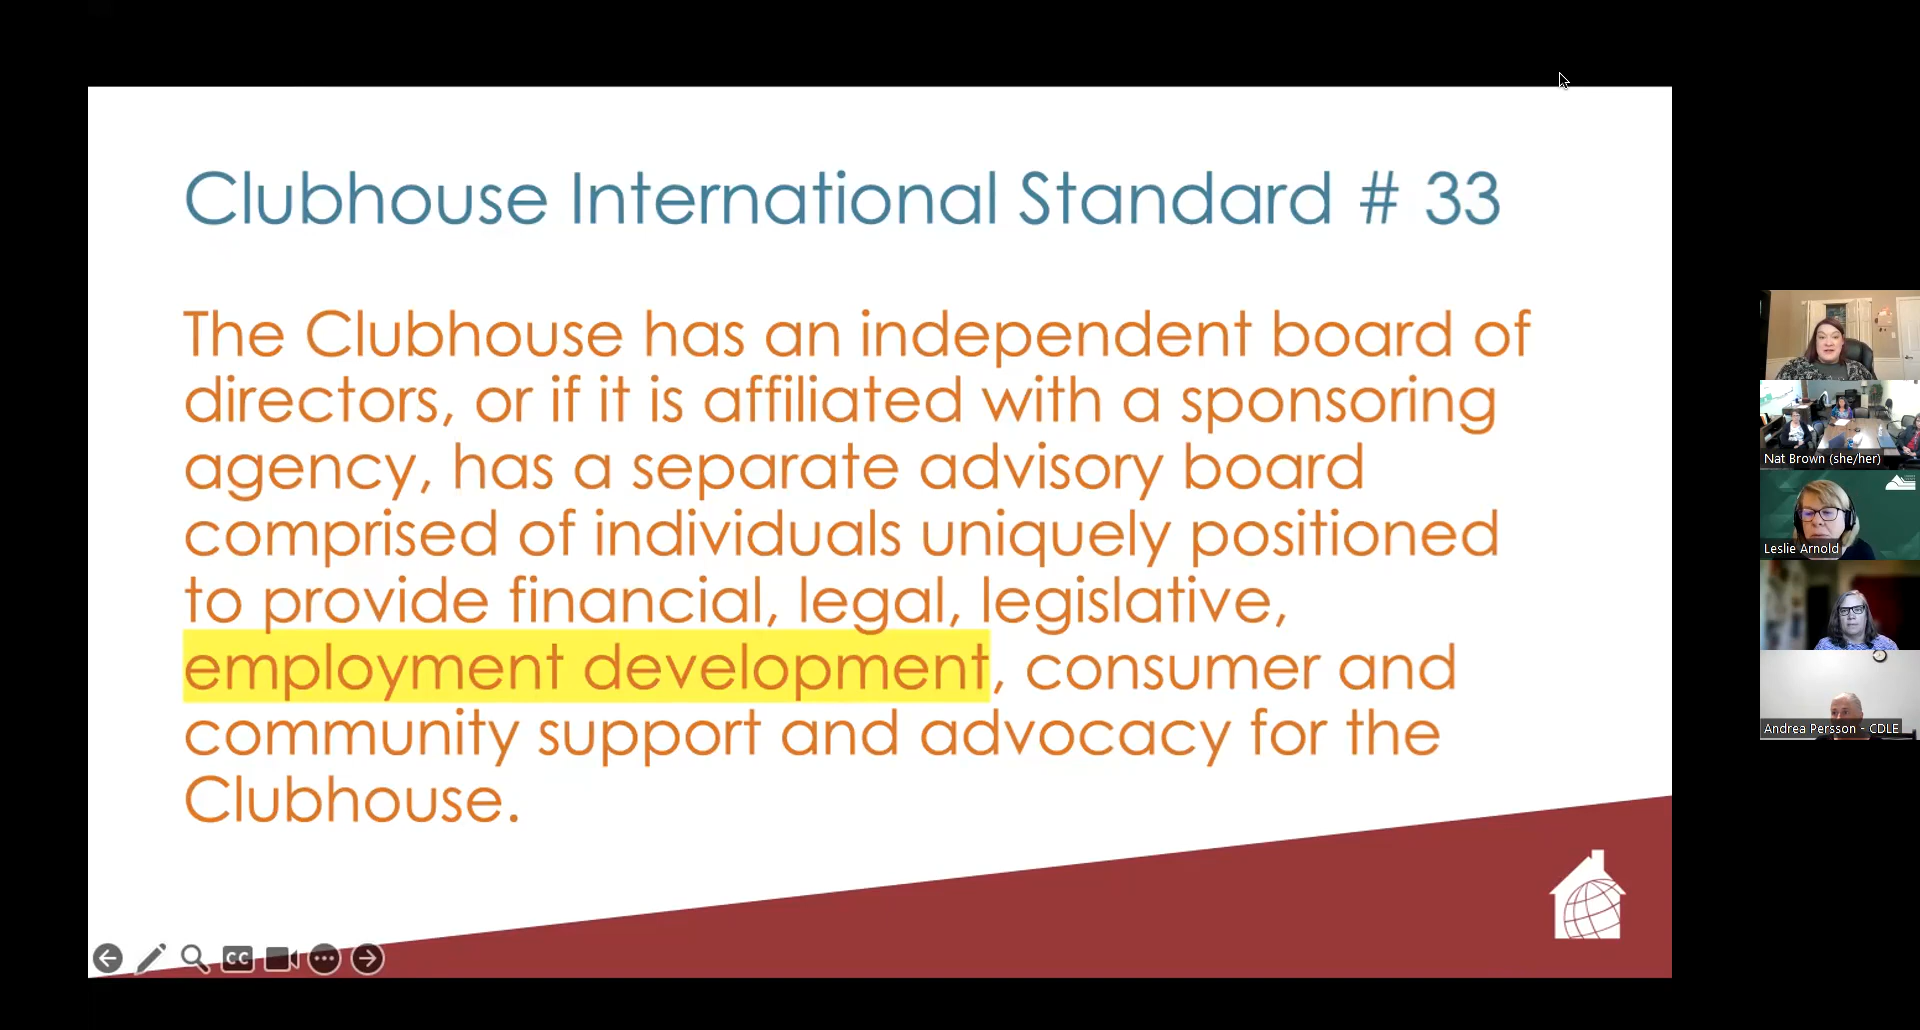 Clubhouse International Standard # 33
The Clubhouse has an independent board of
directors, or if it is affiliated with a sponsoring
agency, has a separate advisory board
comprised of individuals uniquely positioned
to provide financial, legal, legislative,
employment development, consumer and
community support and advocacy for the
Clubhouse.
CC
Nat Brown (she/her)
Leslie Arnold
Andrea Persson - CDLE